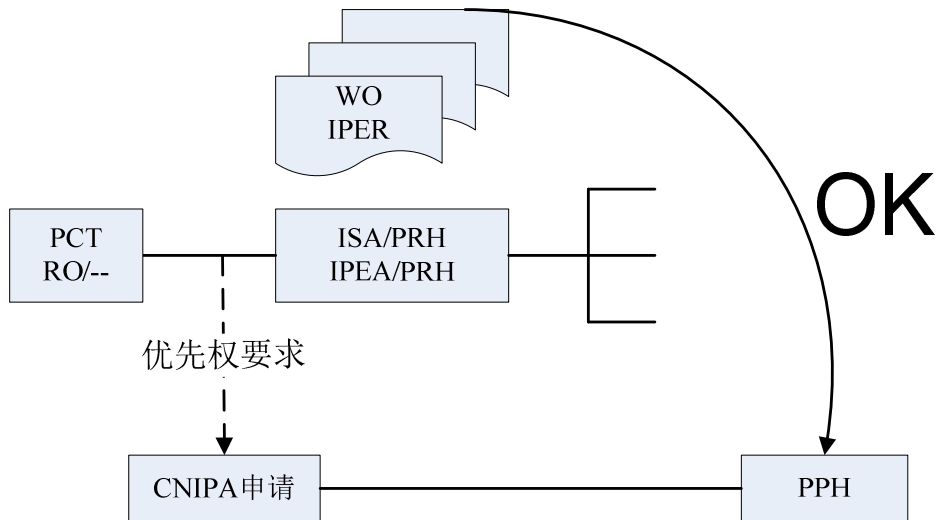 WO
IPER
OK
PCT
RO/--
ISA/PRH
IPEA/PRH
优先权要求
CNIPA申请
PPH